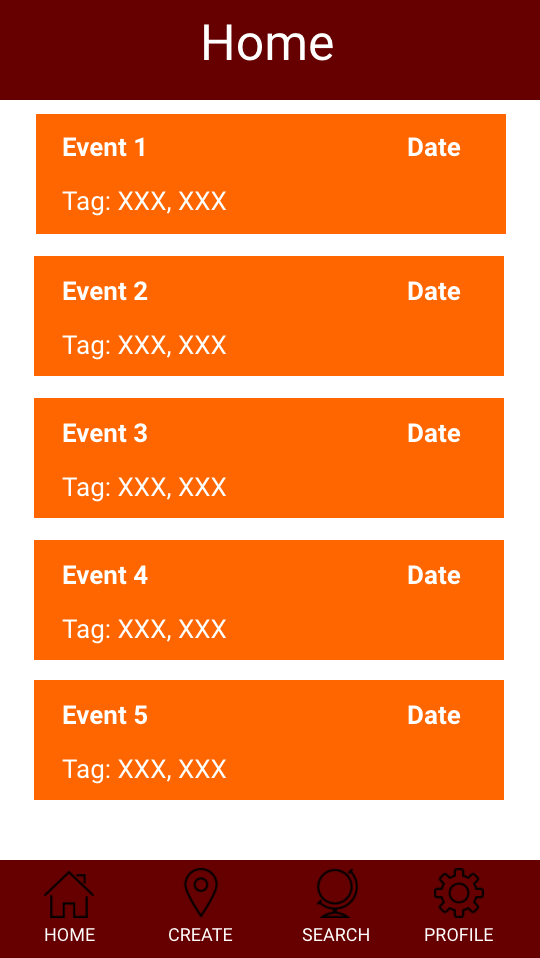 Home
Event 1 Date
Tag: XXX, XXX
Event 2 Date
Tag: XXX, XXX
Event 3 Date
Tag: XXX, XXX
Event 4 Date
Tag: XXX, XXX
Event 5 Date
Tag: XXX, XXX
HOME CREATE SEARCH PROFILE